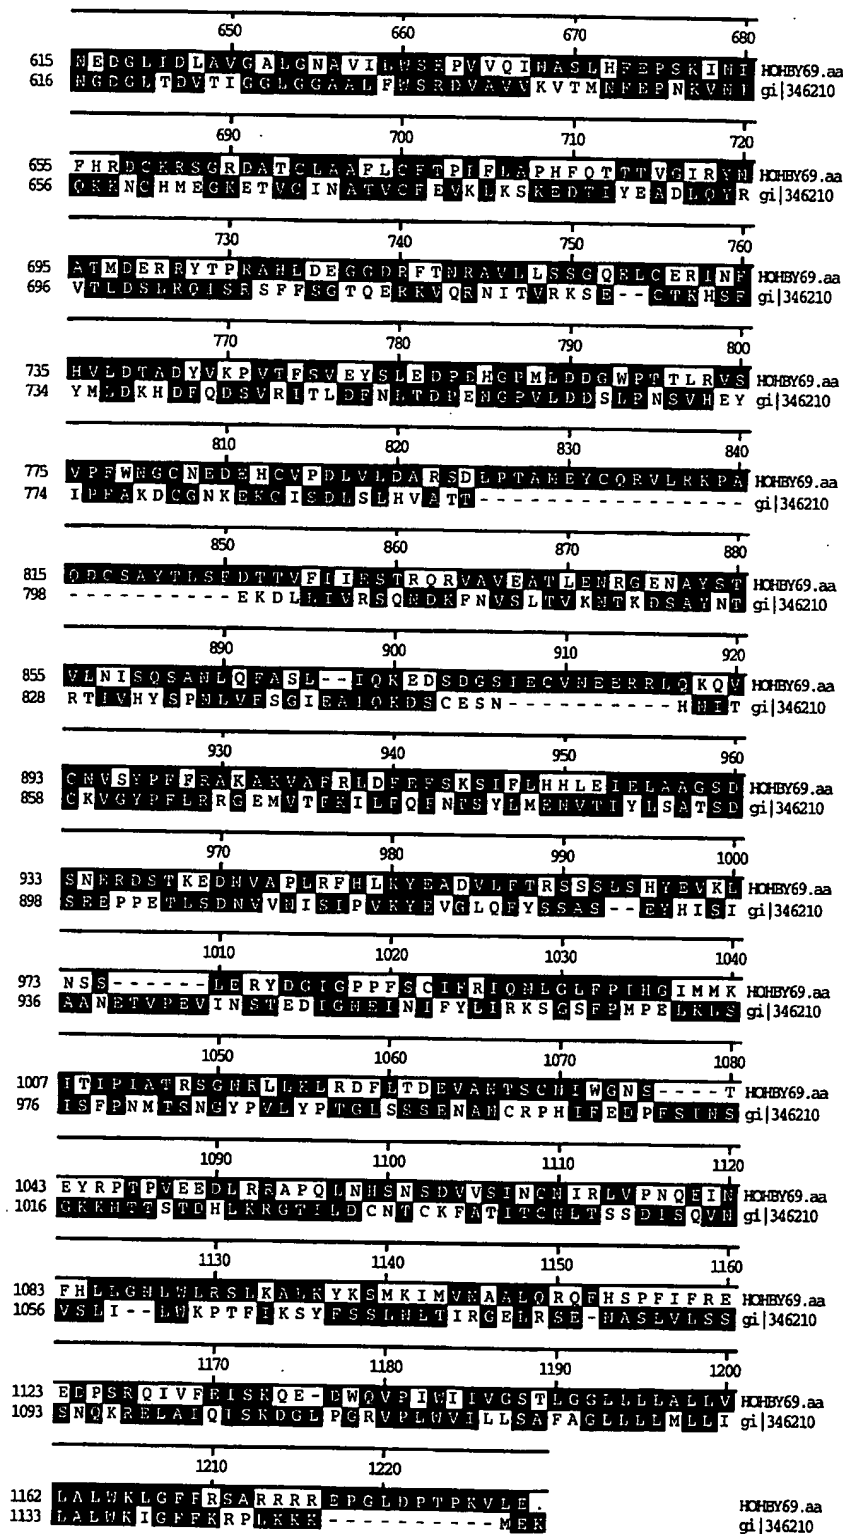 650 660 670 680
615 NEDGLIDLAVGALGNAVILWSRPVVQINASLHFEPSKINI HOHBY69.aa
616 NGDGLTDVTIGGLGGAALFWSRDVAVVKVTMNFEPNKVNI gi|346210
690 700 710 720
655 FHRDCKRSGRDATCLAAFLCFTPIFLAPHFQTTTVGIRYN HOHBY69.aa
656 QKKNCHMEGKETVCINATVCFEVKLKSKEDTIYEADLQYR gi|346210
730 740 750 760
695 ATMDERRYTPRAHLDEGGDRFTNRAVLLSSGQELCERINF HOHBY69.aa
696 VTLDSLRQISRSFFSGTQERKVQRNITVRKSE--CTKHSF gi|346210
770 780 790 800
735 HVLDTADYVKPVTFSVEYSLEDPDHGPMLDDGWPTTLRVS HOHBY69.aa
734 YMLDKHDFQDSVRITLDFNLTDPENGPVLDDSLPNSVHEY gi|346210
810 820 830 840
775 VPFWNGCNEDEHCVPDLVLDARSDLPTAMEYCQRVLRKPA HOHBY69.aa
774 IPFAKDCGNKEKCISDLSLHVATT---------------- gi|346210
850 860 870 880
815 QDCSAYTLSFDTTVFIIESTRQRVAVEATLENRGENAYST HOHBY69.aa
798 ----------EKDLLIVRSQNDKFNVSLTVKNTKDSAYNT gi|346210
890 900 910 920
855 VLNISQSANLQFASL--IQKEDSDGSIECVNEERRLQKQV HOHBY69.aa
828 RTIVHYSPNLVFSGIEAIQKDSCESN----------HNIT gi|346210
930 940 950 960
893 CNVSYPFFRAKAKVAFRLDFEFSKSIFLHHLEIELAAGSD HOHBY69.aa
858 CKVGYPFLRRGEMVTFKILFQFNTSYLMENVTIYLSATSD gi|346210
970 980 990 1000
933 SNERDSTKEDNVAPLRFHLKYEADVLFTRSSSLSHYEVKL HOHBY69.aa
898 SEEPPETLSDNVVNISIPVKYEVGLQFYSSAS--EYHISI gi|346210
1010 1020 1030 1040
973 NSS------LERYDGIGPPFSCIFRIQNLGLFPIHGIMMK HOHBY69.aa
936 AANETVPEVINSTEDIGNEINIFYLIRKSGSFPMPELKLS gi|346210
1050 1060 1070 1080
1007 ITIPIATRSGNRLLKLRDFLTDEVANTSCNIWGNS----T HOHBY69.aa
976 ISFPNMTSNGYPVLYPTGLSSSENANCRPHIFEDPFSINS gi|346210
1090 1100 1110 1120
1043 EYRPTPVEEDLRRAPQLNHSNSDVVSINCNIRLVPNQEIN HOHBY69.aa
1016 GKKMTTSTDHLKRGTILDCNTCKFATITCNLTSSDISQVN gi|346210
1130 1140 1150 1160
1083 FHLLGNLWLRSLKALKYKSMKIMVNAALQRQFHSPFIFRE HOHBY69.aa
1056 VSLI--LWKPTFIKSYFSSLNLTIRGELRSE-NASLVLSS gi|346210
1170 1180 1190 1200
1123 EDPSRQIVFEISKQE-DWQVPIWIIVGSTLGGLLLLALLV HOHBY69.aa
1093 SNQKRELAIQISKDGLPGRVPLWVILLSAFAGLLLLMLLI gi|346210
1210 1220
1162 LALWKLGFFRSARRRREPGLDPTPKVLE. HOHBY69.aa
1133 LALWKIGFFKRPLKKK----------MEK gi|346210